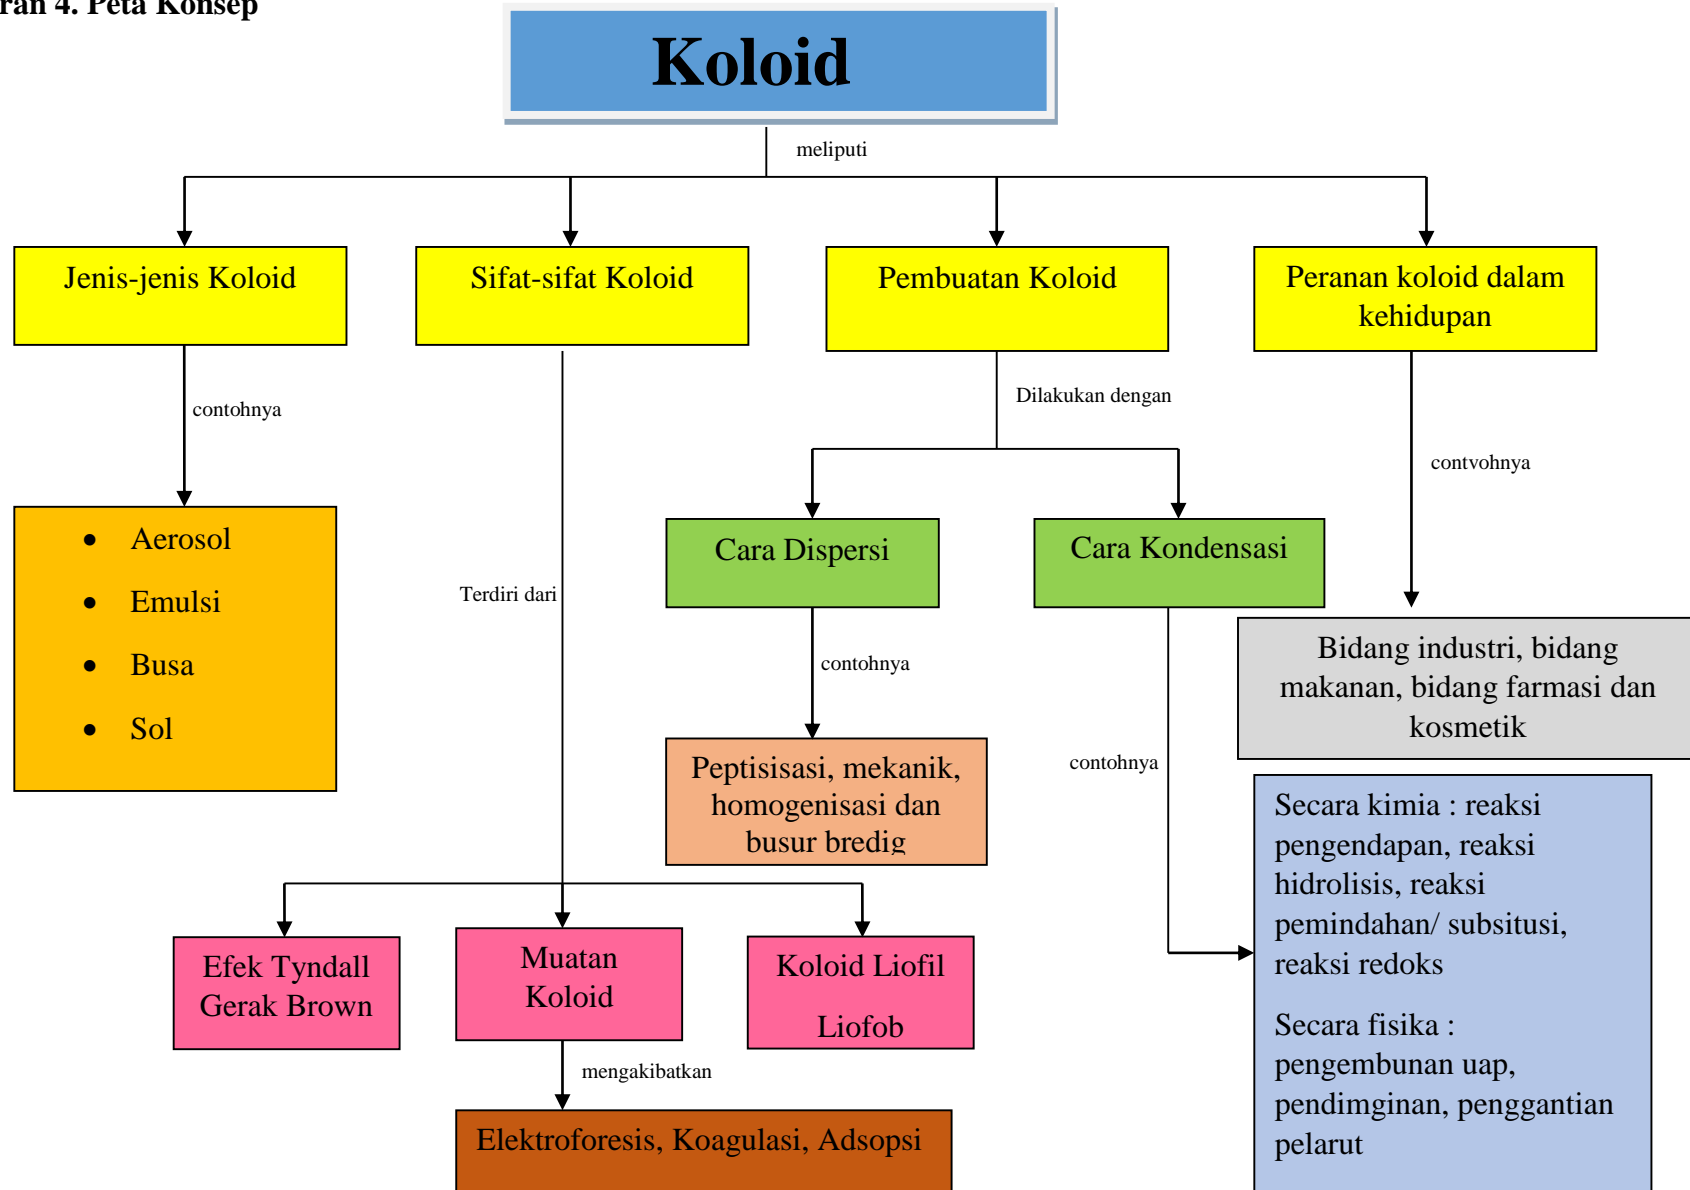 ran 4. Peta Konsep
Koloid
meliputi
Jenis-jenis Koloid
Sifat-sifat Koloid
Pembuatan Koloid
Peranan koloid dalam
kehidupan
contohnya
Dilakukan dengan
contvohnya
Aerosol
Emulsi
Busa
Sol
Terdiri dari
Cara Dispersi
Cara Kondensasi
contohnya
Bidang industri, bidang
makanan, bidang farmasi dan
kosmetik
Peptisisasi, mekanik,
homogenisasi dan
busur bredig
contohnya
Secara kimia : reaksi
pengendapan, reaksi
hidrolisis, reaksi
pemindahan/ subsitusi,
reaksi redoks
Secara fisika :
pengembunan uap,
pendimginan, penggantian
pelarut
Efek Tyndall
Gerak Brown
Muatan
Koloid
Koloid Liofil
Liofob
mengakibatkan
Elektroforesis, Koagulasi, Adsopsi